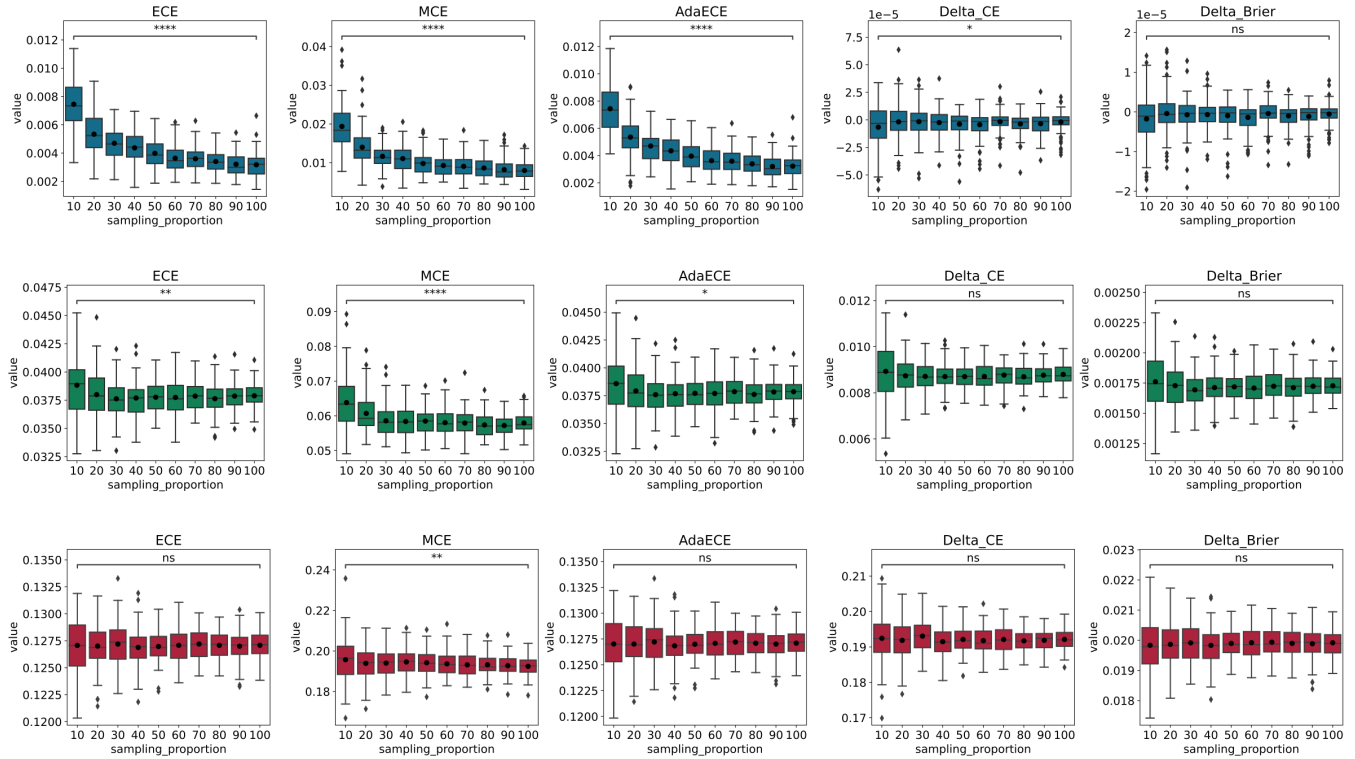 ECE
MCE
AdaECE
Delta_CE
Delta_Brier
****
****
****
*
ns
1e−5
1e−5
0.012
0.010
0.008
0.006
0.004
0.002
value
10 20 30 40 50 60 70 80 90 100
sampling_proportion
0.04
0.03
0.02
0.01
value
10 20 30 40 50 60 70 80 90 100
sampling_proportion
0.012
0.010
0.008
0.006
0.004
0.002
value
10 20 30 40 50 60 70 80 90 100
sampling_proportion
7.5
5.0
2.5
0.0
−2.5
−5.0
value
10 20 30 40 50 60 70 80 90 100
sampling_proportion
2
1
0
−1
−2
value
10 20 30 40 50 60 70 80 90 100
sampling_proportion
ECE
MCE
AdaECE
Delta_CE
Delta_Brier
**
****
*
ns
ns
0.0475
0.0450
0.0425
0.0400
0.0375
0.0350
0.0325
value
10 20 30 40 50 60 70 80 90 100
sampling_proportion
0.09
0.08
0.07
0.06
0.05
value
10 20 30 40 50 60 70 80 90 100
sampling_proportion
0.0450
0.0425
0.0400
0.0375
0.0350
0.0325
value
10 20 30 40 50 60 70 80 90 100
sampling_proportion
0.012
0.010
0.008
0.006
value
10 20 30 40 50 60 70 80 90 100
sampling_proportion
0.00250
0.00225
0.00200
0.00175
0.00150
0.00125
value
10 20 30 40 50 60 70 80 90 100
sampling_proportion
ECE
MCE
AdaECE
Delta_CE
Delta_Brier
ns
**
ns
ns
ns
0.1350
0.1325
0.1300
0.1275
0.1250
0.1225
0.1200
value
10 20 30 40 50 60 70 80 90 100
sampling_proportion
0.24
0.22
0.20
0.18
value
10 20 30 40 50 60 70 80 90 100
sampling_proportion
0.1350
0.1325
0.1300
0.1275
0.1250
0.1225
0.1200
value
10 20 30 40 50 60 70 80 90 100
sampling_proportion
0.21
0.20
0.19
0.18
0.17
value
10 20 30 40 50 60 70 80 90 100
sampling_proportion
0.023
0.022
0.021
0.020
0.019
0.018
value
10 20 30 40 50 60 70 80 90 100
sampling_proportion